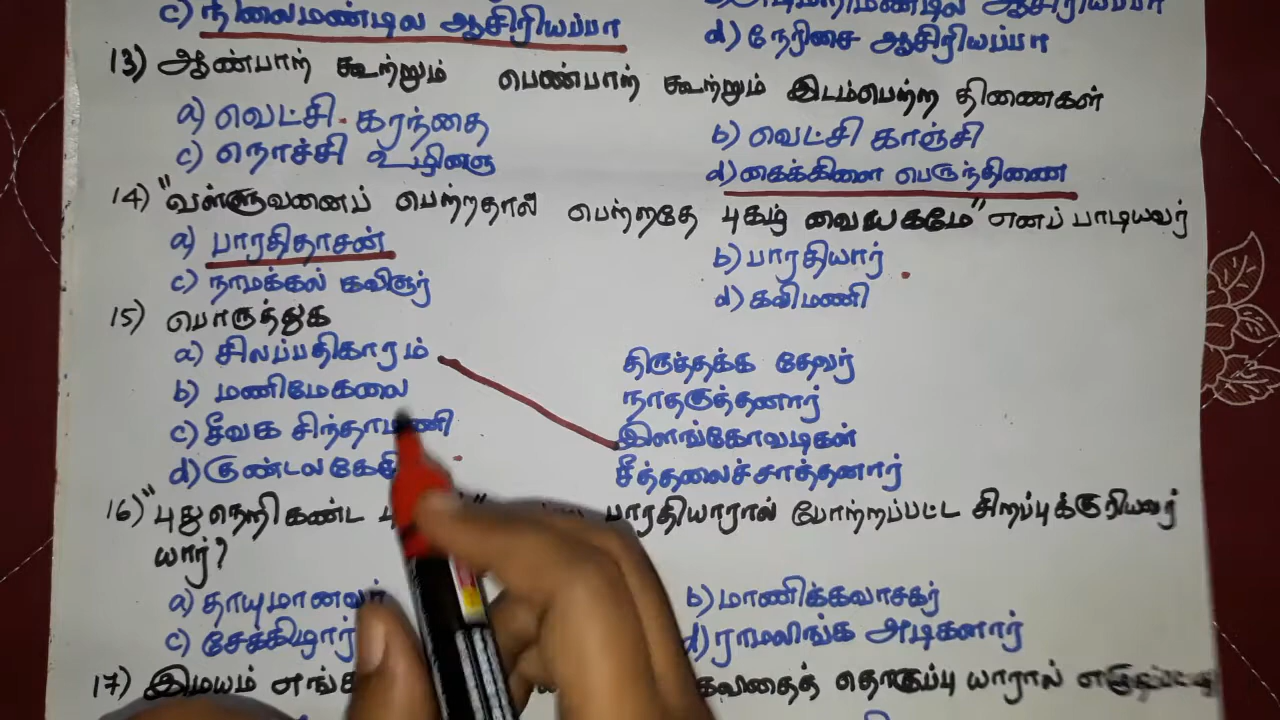 c) நிலைமண்டில ஆசிரியப்பா
d) நேரிசை ஆசிரியப்பா
13) ஆண்பாற் கூற்றும் பெண்பாற் கூற்றும் இடம்பெற்ற திணைகள்
a) வெட்சி கரந்தை
b) வெட்சி காஞ்சி
c) நொச்சி உழிஞை
d) கைக்கிளை பெருந்திணை
14) "வள்ளுவனைப் பெற்றதால் பெற்றதே புகழ் வையகமே" எனப் பாடியவர்
a) பாரதிதாசன்
b) பாரதியார்
c) நாமக்கல் கவிஞர்
d) கவிமணி
15) பொருத்துக
a) சிலப்பதிகாரம் திருத்தக்க தேவர்
b) மணிமேகலை நாதகுத்தனார்
c) சீவக சிந்தாமணி இளங்கோவடிகள்
d) சீத்தலைச்சாத்தனார்
16) "புதுநெறி கண்ட பாரதியாரால் போற்றப்பட்ட சிறப்புக்குரியவர்
யார்?
a) தாயுமானவர்
b) மாணிக்கவாசகர்
c) சேக்கிழார்
d) ராமலிங்க அடிகளார்
17) இமயம் கவிதைத் தொகுப்பு யாரால்